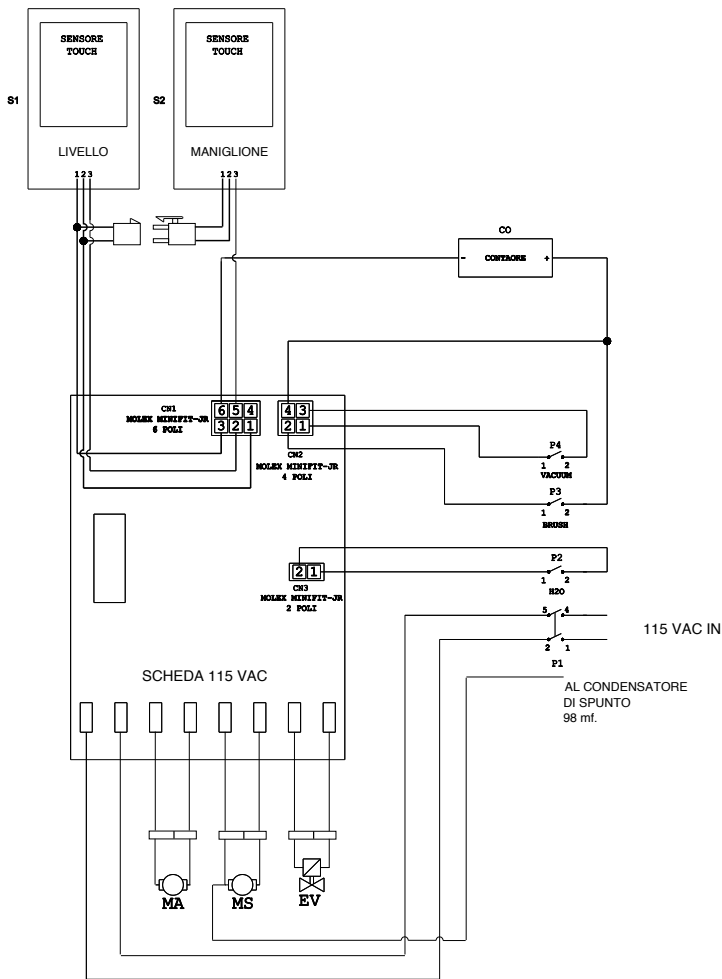 SENSORE
TOUCH
SENSORE
TOUCH
S1
S2
LIVELLO
MANIGLIONE
1 2 3
1 2 3
CO
- CONTAORE +
CN1
MOLEX MINIFIT-JR
6 POLI
6 5 4
3 2 1
4 3
2 1
CN2
MOLEX MINIFIT-JR
4 POLI
P4
1 2
VACUUM
P3
1 2
BRUSH
P2
1 2
H2O
2 1
CN3
MOLEX MINIFIT-JR
2 POLI
5 4
115 VAC IN
2 1
P1
SCHEDA 115 VAC
AL CONDENSATORE
DI SPUNTO
98 mf.
MA
MS
EV